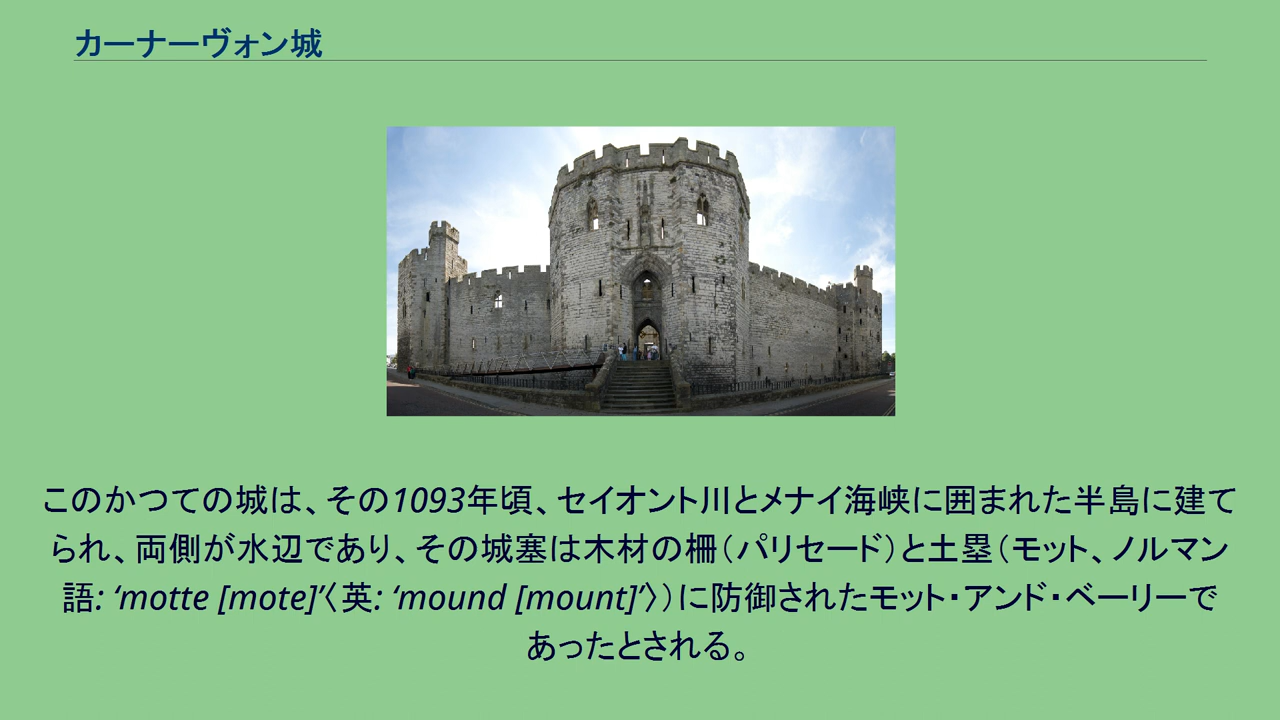 カーナーヴォン城
このかつての城は、その1093年頃、セイオント川とメナイ海峡に囲まれた半島に建て
られ、両側が水辺であり、その城塞は木材の柵（パリセード）と土塁（モット、ノルマン
語: ‘motte [mote]’〈英: ‘mound [mount]’〉）に防御されたモット・アンド・ベーリーで
あったとされる。